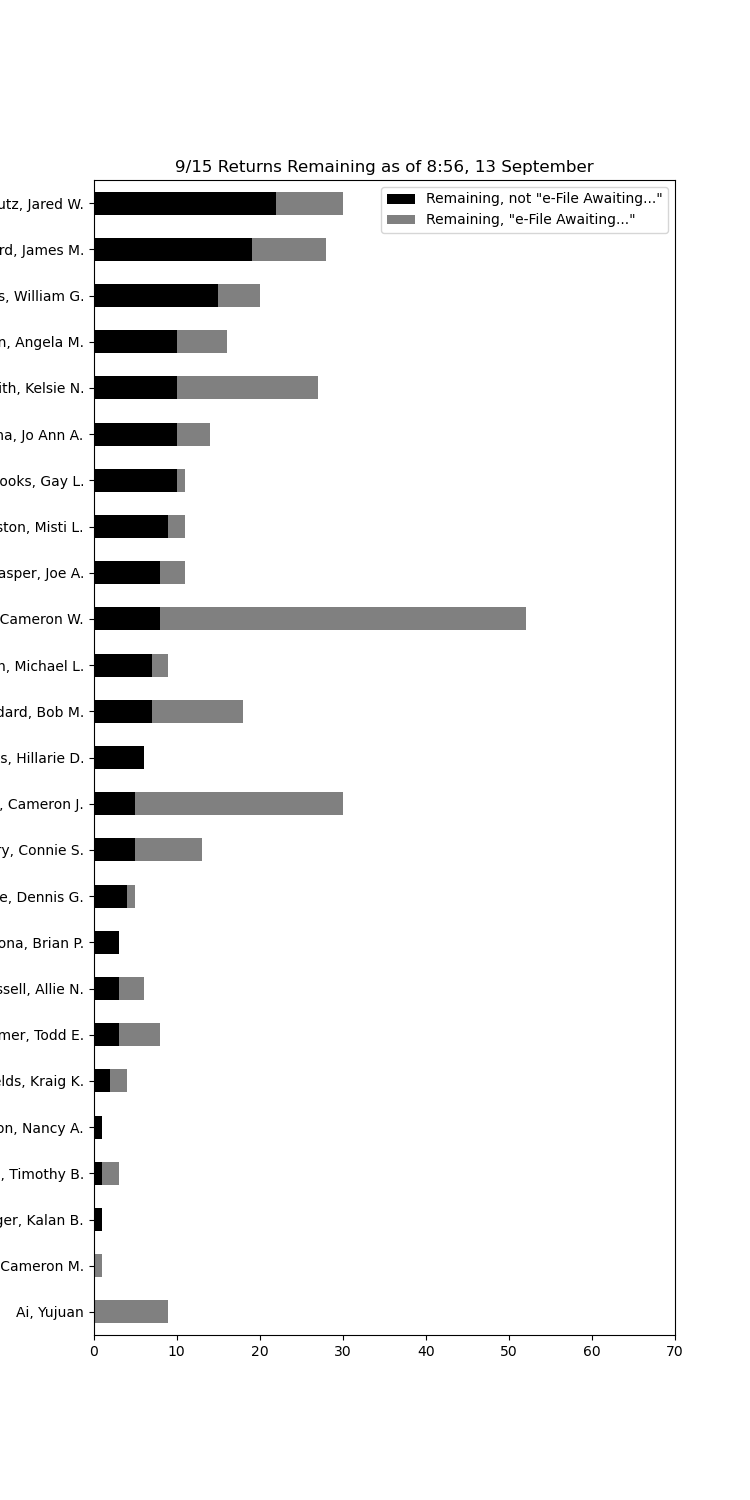 9/15 Returns Remaining as of 8:56, 13 September
Remaining, not "e-File Awaiting..."
Remaining, "e-File Awaiting..."
utz, Jared W.
rd, James M.
s, William G.
n, Angela M.
ith, Kelsie N.
na, Jo Ann A.
ooks, Gay L.
ston, Misti L.
asper, Joe A.
Cameron W.
n, Michael L.
dard, Bob M.
s, Hillarie D.
, Cameron J.
ry, Connie S.
e, Dennis G.
ona, Brian P.
ssell, Allie N.
mer, Todd E.
elds, Kraig K.
on, Nancy A.
, Timothy B.
ger, Kalan B.
Cameron M.
Ai, Yujuan
0 10 20 30 40 50 60 70